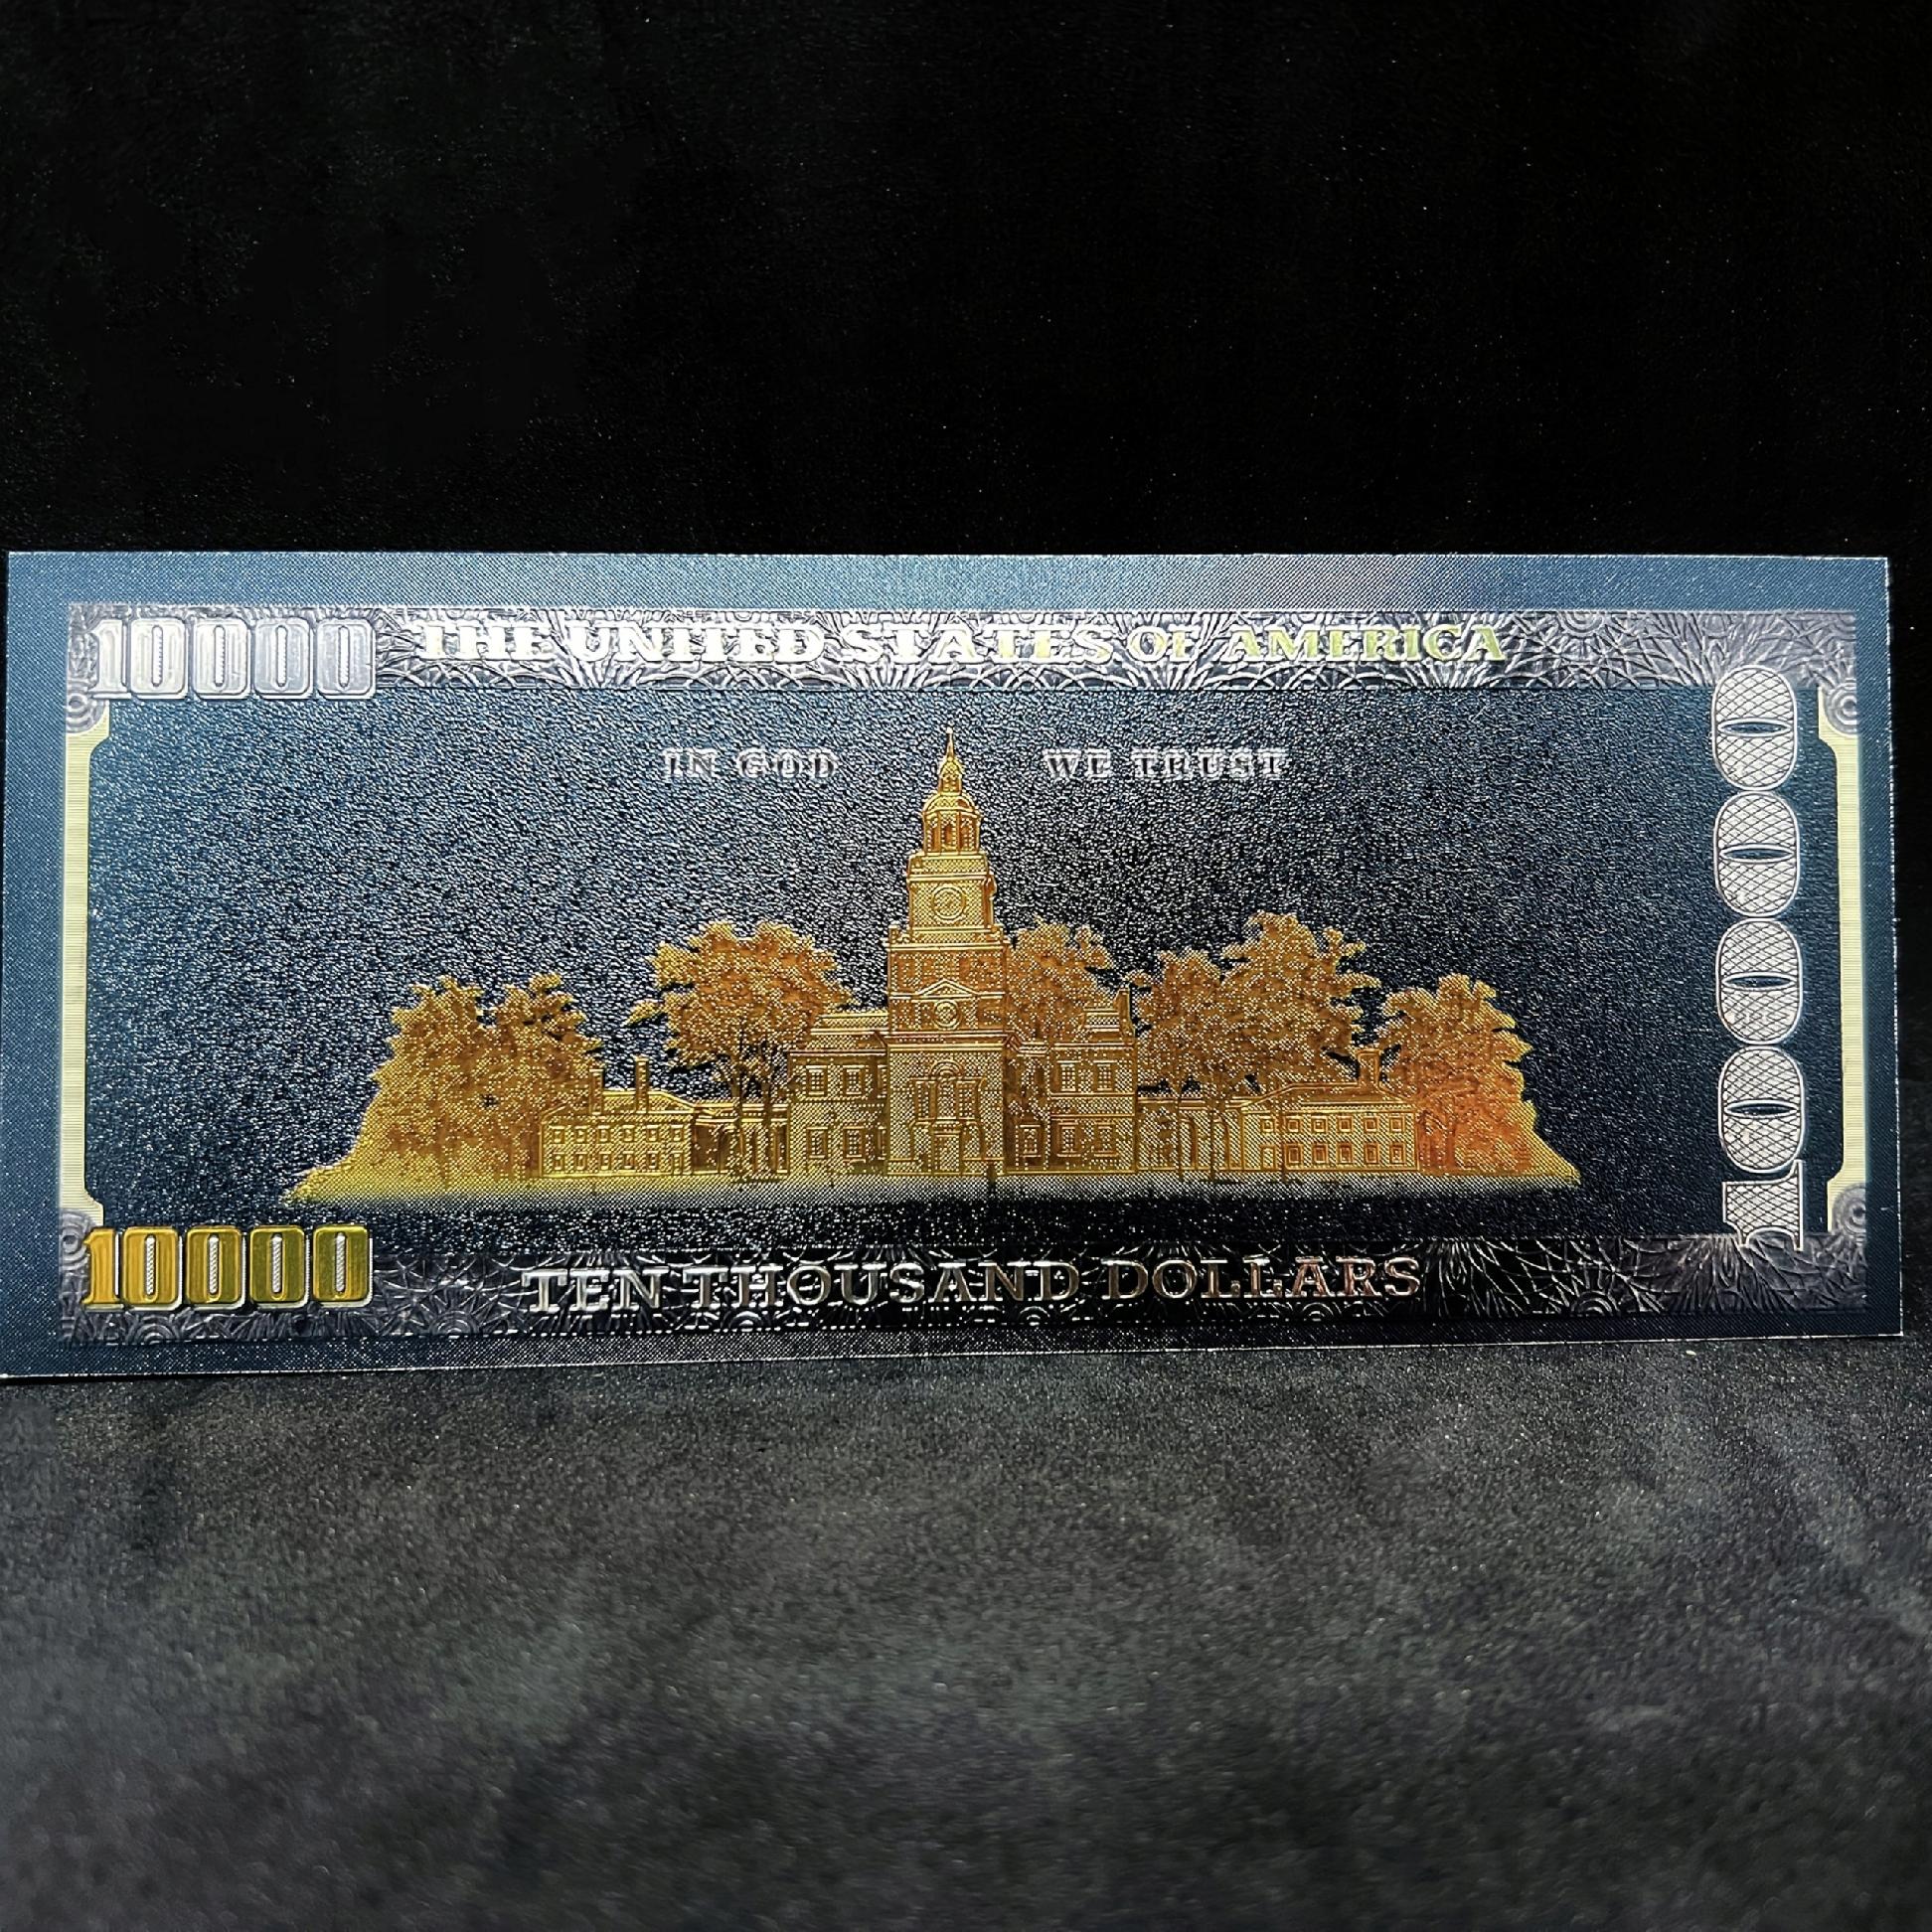 10000 THE UNITED STATES OF AMERICA
IN GOD WE TRUST
10000
10000 TEN THOUSAND DOLLARS